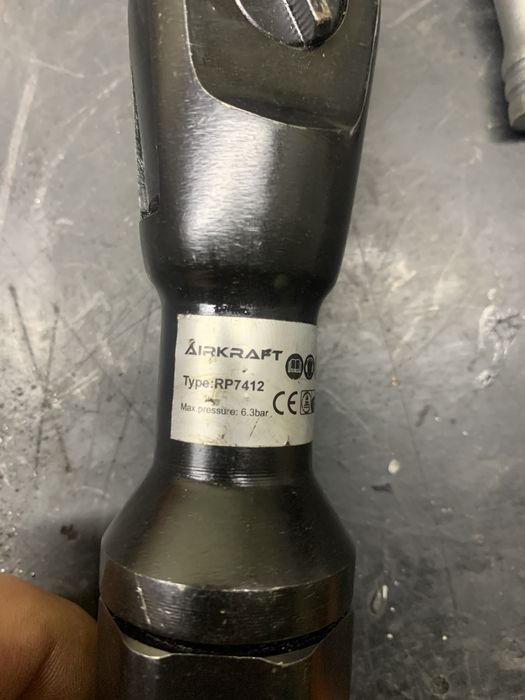 AIRKRAFT
Type:RP7412
Max.pressure: 6.3bar
CE